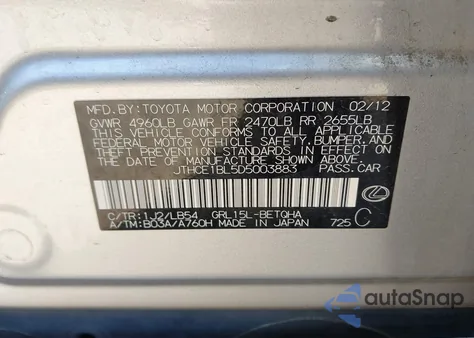 MFD. BY: TOYOTA MOTOR CORPORATION 02/12
GVWR 4960LB GAWR FR 2470LB RR 2655LB
THIS VEHICLE CONFORMS TO ALL APPLICABLE
FEDERAL MOTOR VEHICLE SAFETY, BUMPER, AND
THEFT PREVENTION STANDARDS IN EFFECT ON
THE DATE OF MANUFACTURE SHOWN ABOVE.
JTHCE1BL5D5003883 PASS. CAR
C/TR: 1J2/LB54 GRL15L-BETQHA
A/TM: B03A/A760H MADE IN JAPAN 725 C
autoSnap